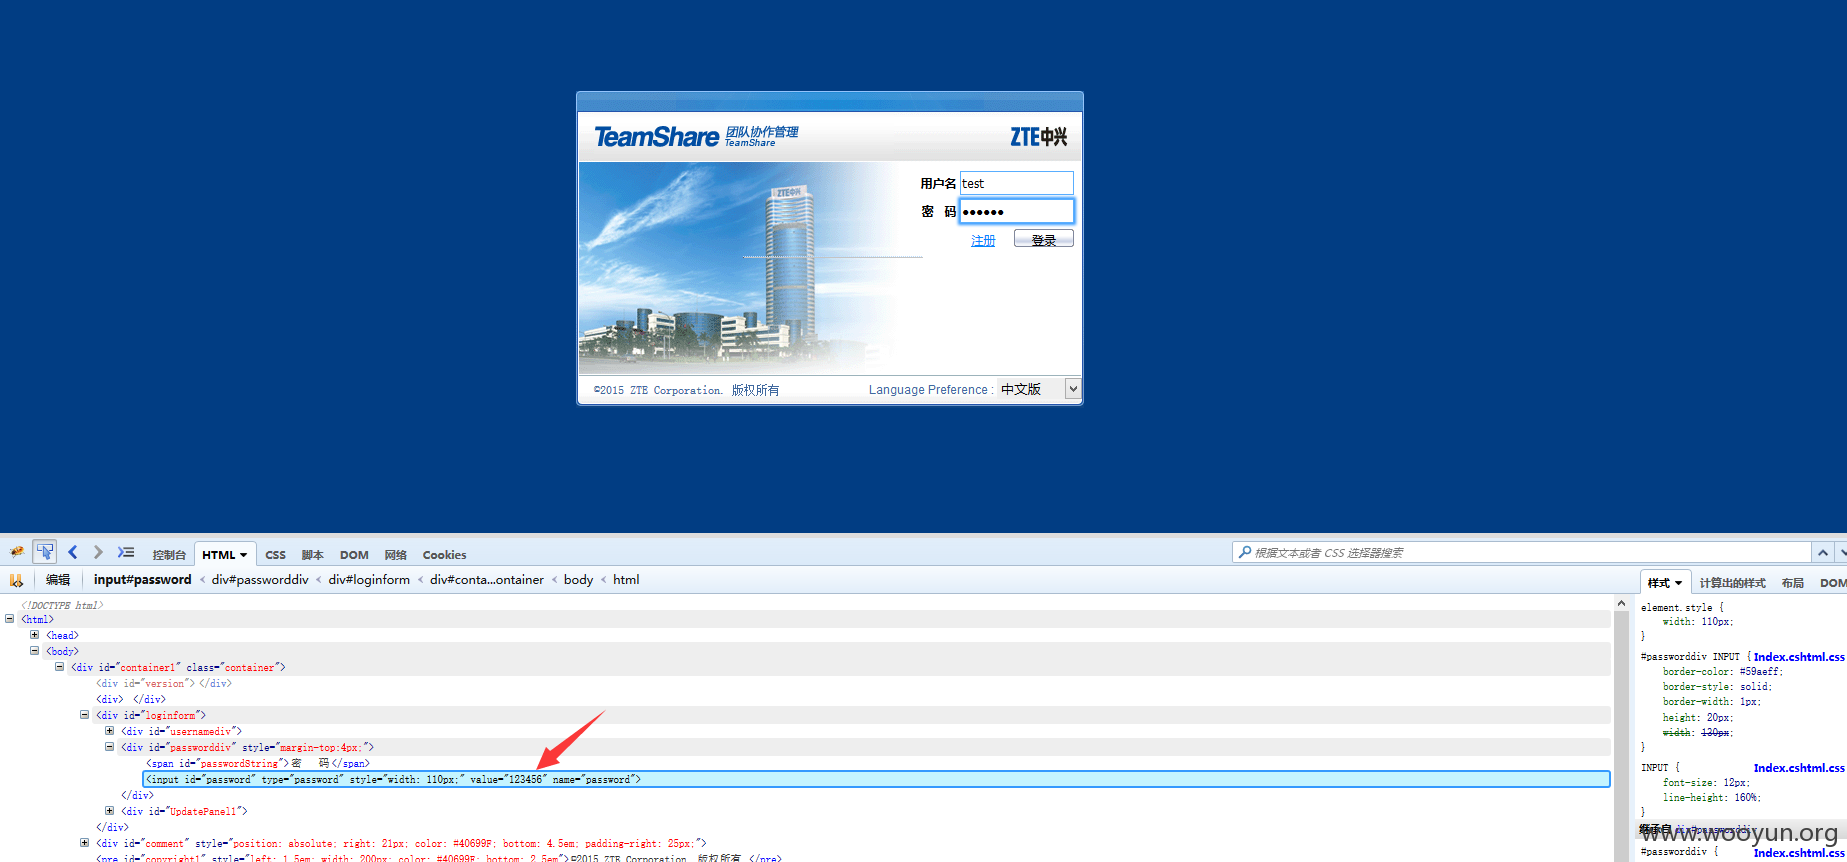 TeamShare 团队协作管理
TeamShare
ZTE中兴
ZTE中兴
用户名 test
密 码 ••••••
注册 登录
©2015 ZTE Corporation. 版权所有
Language Preference : 中文版
控制台 HTML CSS 脚本 DOM 网络 Cookies
根据文本或者 CSS 选择器搜索
编辑 input#password < div#passworddiv < div#loginform < div#conta...ontainer < body < html
样式 计算出的样式 布局 DOM
<!DOCTYPE html>
<html>
<head>
<body>
<div id="container1" class="container">
<div id="version"> </div>
<div> </div>
<div id="loginform">
<div id="usernamediv">
<div id="passworddiv" style="margin-top:4px;">
<span id="passwordString">密 码</span>
<input id="password" type="password" style="width: 110px;" value="123456" name="password">
</div>
<div id="UpdatePanel1">
</div>
<div id="comment" style="position: absolute; right: 21px; color: #40699F; bottom: 4.5em; padding-right: 25px;">
<pre id="copyright1" style="left: 1.5em; width: 200px; color: #40699F; bottom: 2.5em">©2015 ZTE Corporation. 版权所有 </pre>
element.style {
width: 110px;
}
#passworddiv INPUT { Index.cshtml.css
border-color: #59aeff;
border-style: solid;
border-width: 1px;
height: 20px;
width: 130px;
}
INPUT { Index.cshtml.css
font-size: 12px;
line-height: 160%;
}
继承自 div#passworddiv
www.wooyun.org
#passworddiv { Index.cshtml.css